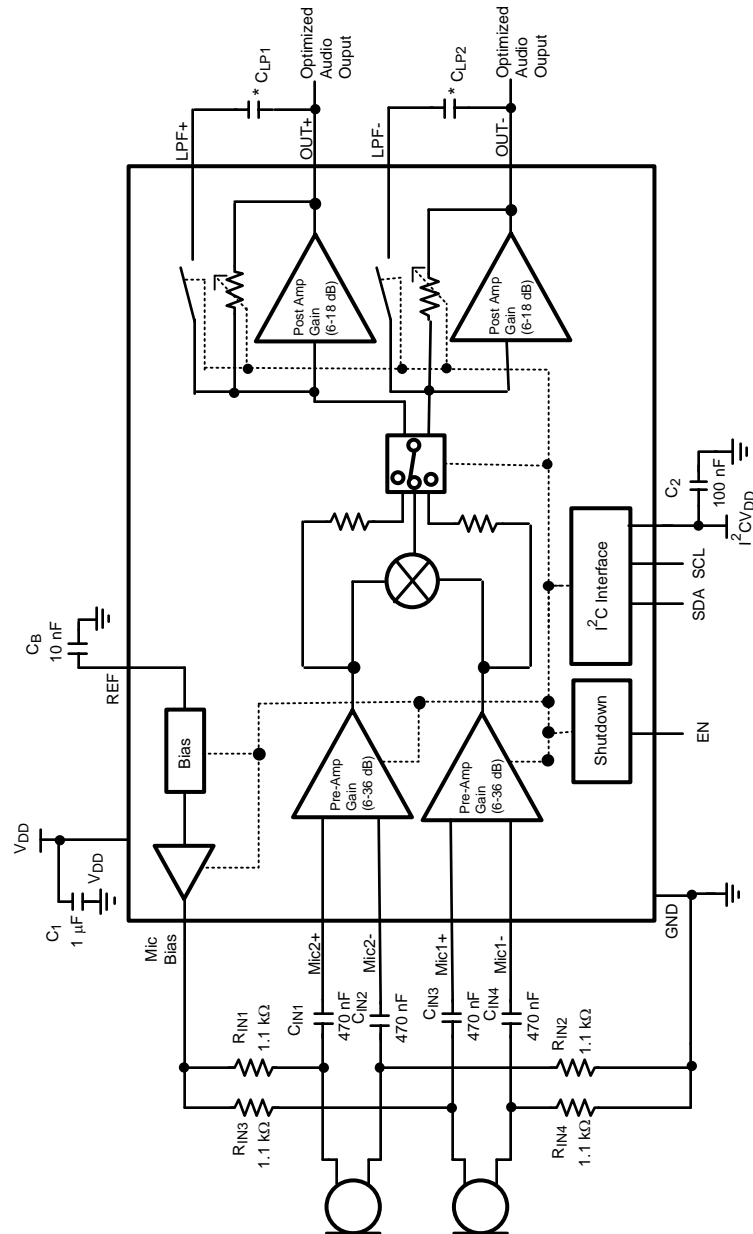 VDD
C1
1 µF
VDD
CB
10 nF
REF
Bias
Mic
Bias
RIN1
1.1 kΩ
RIN3
1.1 kΩ
CIN1
470 nF
Mic2+
CIN2
470 nF
Mic2-
Pre-Amp
Gain
(6-36 dB)
CIN3
470 nF
Mic1+
CIN4
470 nF
Mic1-
Pre-Amp
Gain
(6-36 dB)
RIN2
1.1 kΩ
RIN4
1.1 kΩ
GND
Post Amp
Gain
(6-18 dB)
LPF+
* CLP1
OUT+
Optimized
Audio
Ouput
Post Amp
Gain
(6-18 dB)
LPF-
* CLP2
OUT-
Optimized
Audio
Ouput
Shutdown
EN
I2C Interface
SDA
SCL
I2CVDD
C2
100 nF